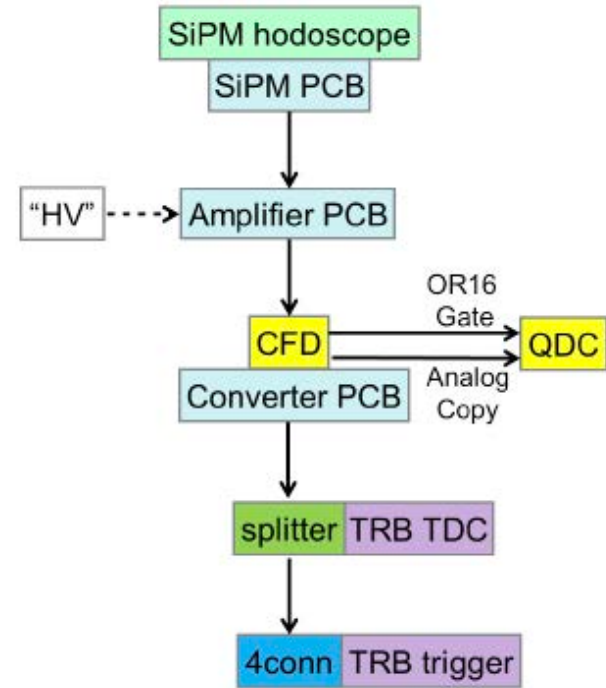 SiPM hodoscope
SiPM PCB
“HV”
Amplifier PCB
OR16
Gate
CFD
QDC
Analog
Copy
Converter PCB
splitter TRB TDC
4conn TRB trigger